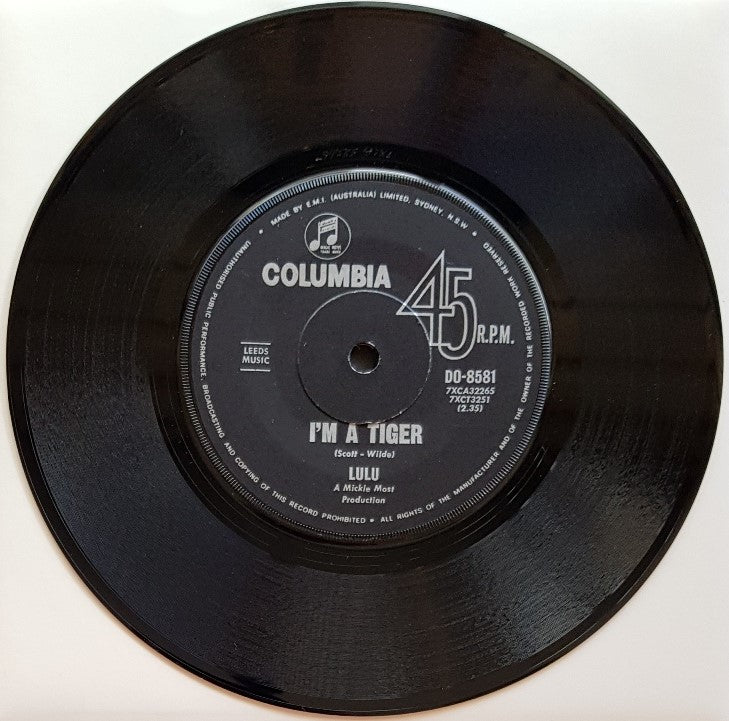 MADE BY E.M.I. (AUSTRALIA) LIMITED, SYDNEY, N.S.W.
UNAUTHORISED PUBLIC PERFORMANCE, BROADCASTING AND COPYING OF THIS RECORD PROHIBITED • ALL RIGHTS OF THE MANUFACTURER AND OF THE OWNER OF THE RECORDED WORK RESERVED
COLUMBIA
45
R.P.M.
LEEDS
MUSIC
DO-8581
7XCA32265
7XCT3251
(2.35)
I'M A TIGER
(Scott - Wilde)
LULU
A Mickie Most
Production